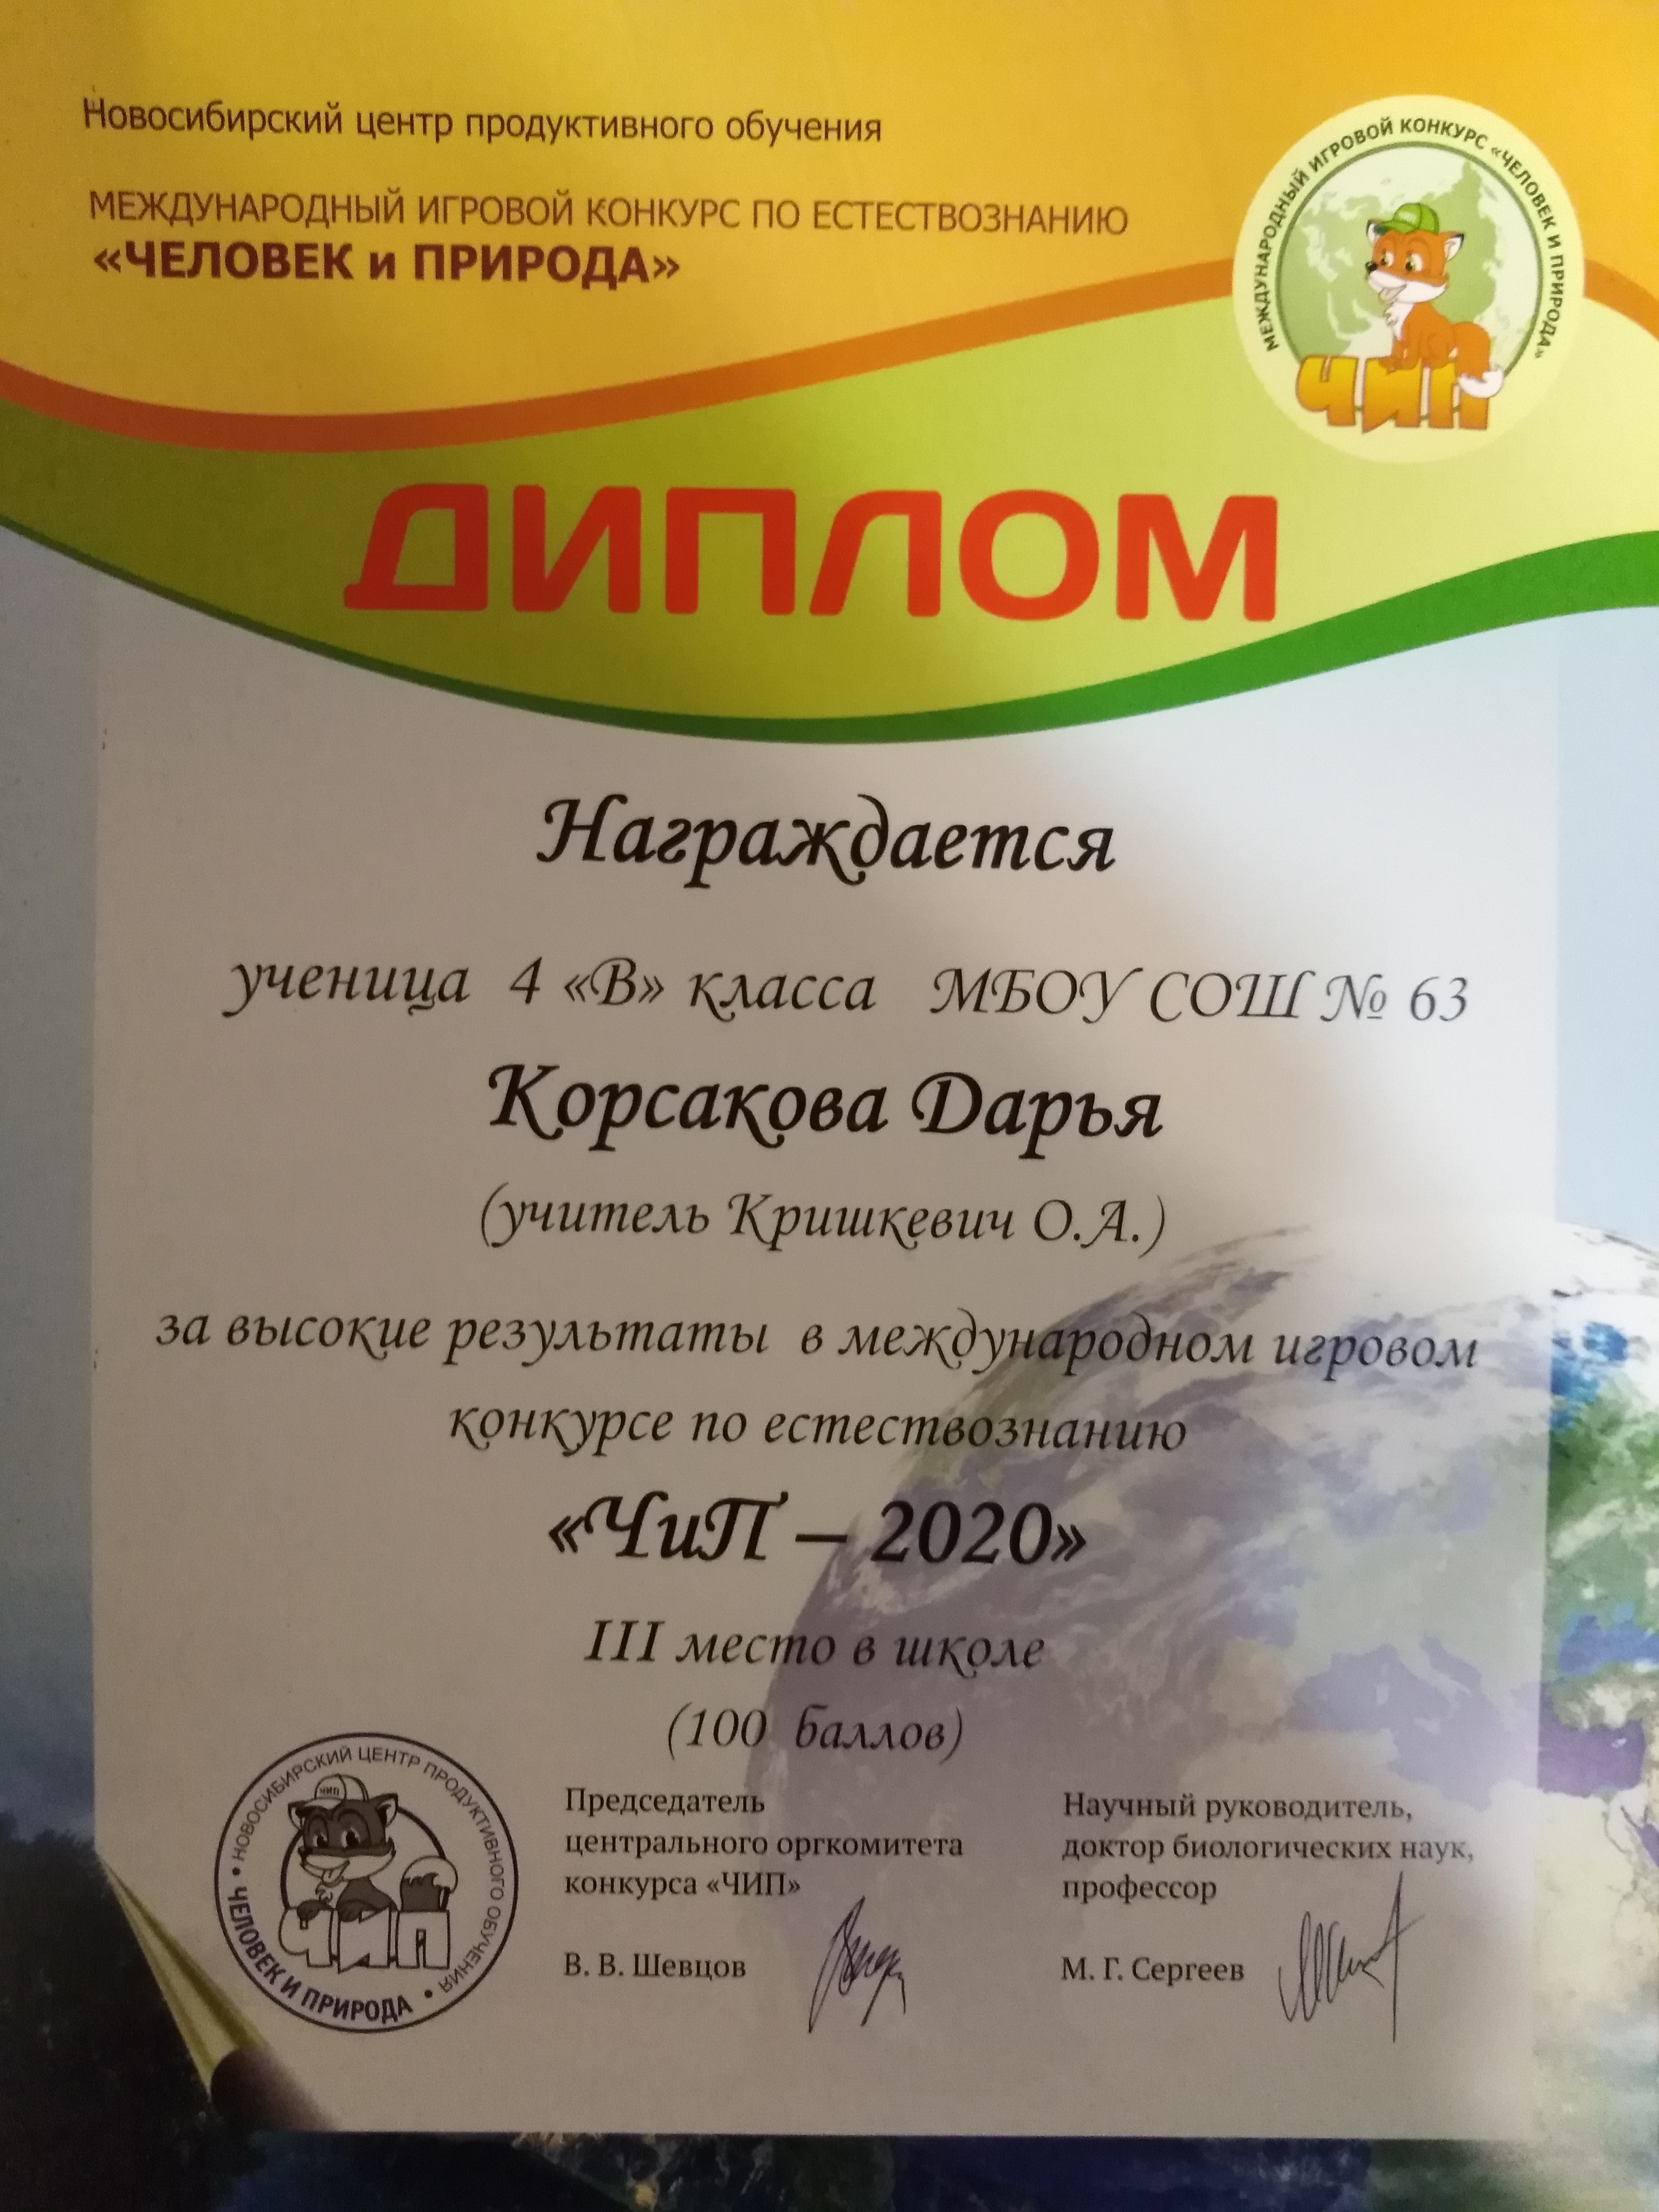 Новосибирский центр продуктивного обучения
МЕЖДУНАРОДНЫЙ ИГРОВОЙ КОНКУРС ПО ЕСТЕСТВОЗНАНИЮ
«ЧЕЛОВЕК и ПРИРОДА»
МЕЖДУНАРОДНЫЙ ИГРОВОЙ КОНКУРС «ЧЕЛОВЕК И ПРИРОДА»
ЧИП
ДИПЛОМ
Награждается
ученица 4 «В» класса МБОУ СОШ № 63
Корсакова Дарья
(учитель Кришкевич О.А.)
за высокие результаты в международном игровом
конкурсе по естествознанию
«ЧиП – 2020»
III место в школе
(100 баллов)
• НОВОСИБИРСКИЙ ЦЕНТР ПРОДУКТИВНОГО ОБУЧЕНИЯ •
ЧЕЛОВЕК И ПРИРОДА
ЧИП
ЧИП
Председатель
центрального оргкомитета
конкурса «ЧИП»
В. В. Шевцов
Научный руководитель,
доктор биологических наук,
профессор
М. Г. Сергеев